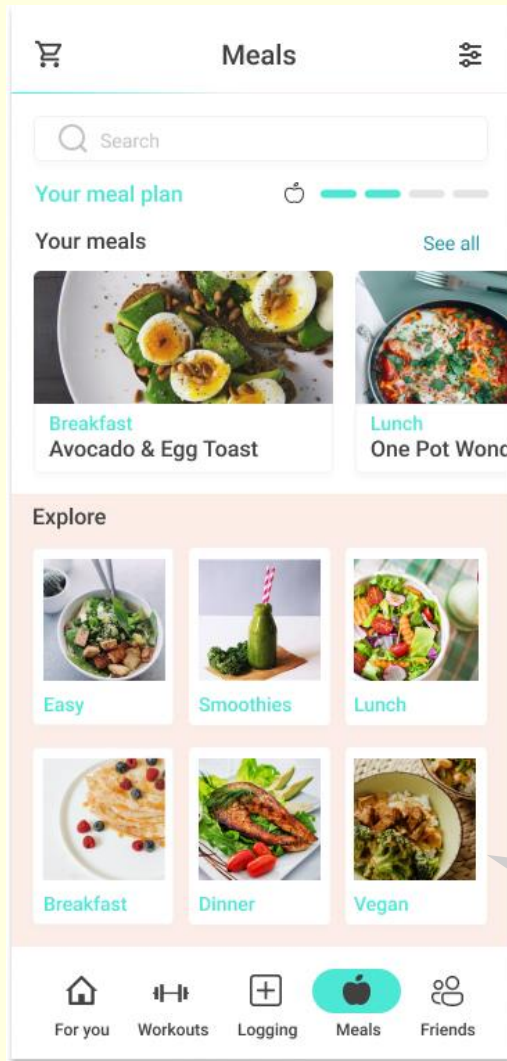 Meals
Search
Your meal plan
Your meals See all
Breakfast Lunch
Avocado & Egg Toast One Pot Wond
Explore
Easy Smoothies Lunch
Breakfast Dinner Vegan
For you Workouts Logging Meals Friends